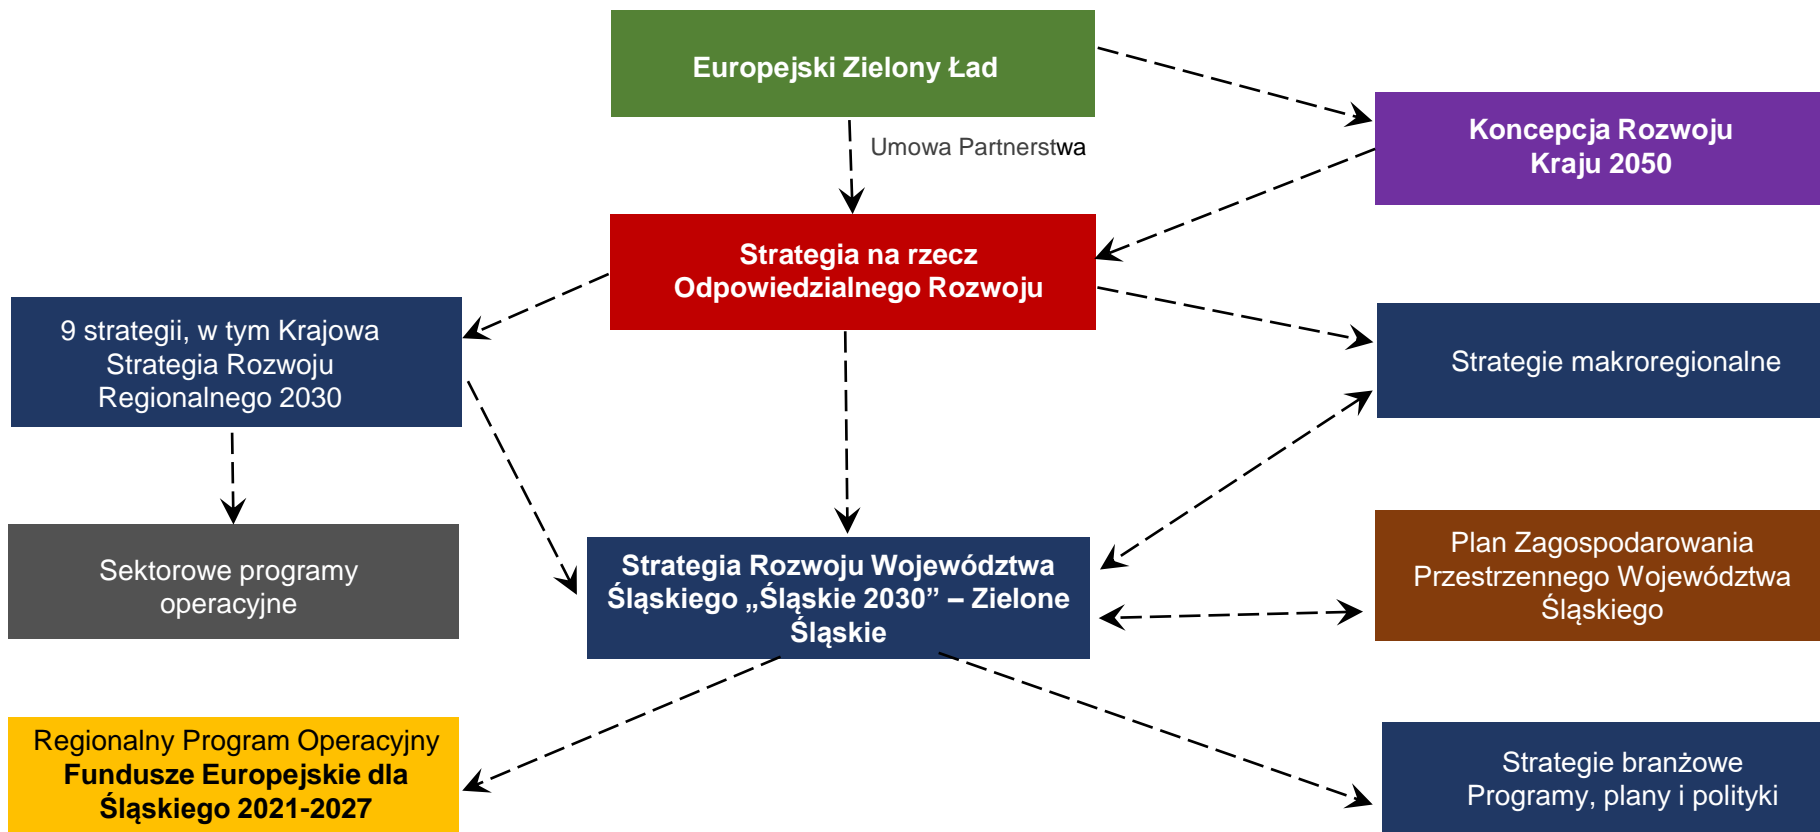 Europejski Zielony Ład
Umowa Partnerstwa
Koncepcja Rozwoju
Kraju 2050
Strategia na rzecz
Odpowiedzialnego Rozwoju
9 strategii, w tym Krajowa
Strategia Rozwoju
Regionalnego 2030
Strategie makroregionalne
Sektorowe programy
operacyjne
Strategia Rozwoju Województwa
Śląskiego „Śląskie 2030” – Zielone
Śląskie
Plan Zagospodarowania
Przestrzennego Województwa
Śląskiego
Regionalny Program Operacyjny
Fundusze Europejskie dla
Śląskiego 2021-2027
Strategie branżowe
Programy, plany i polityki